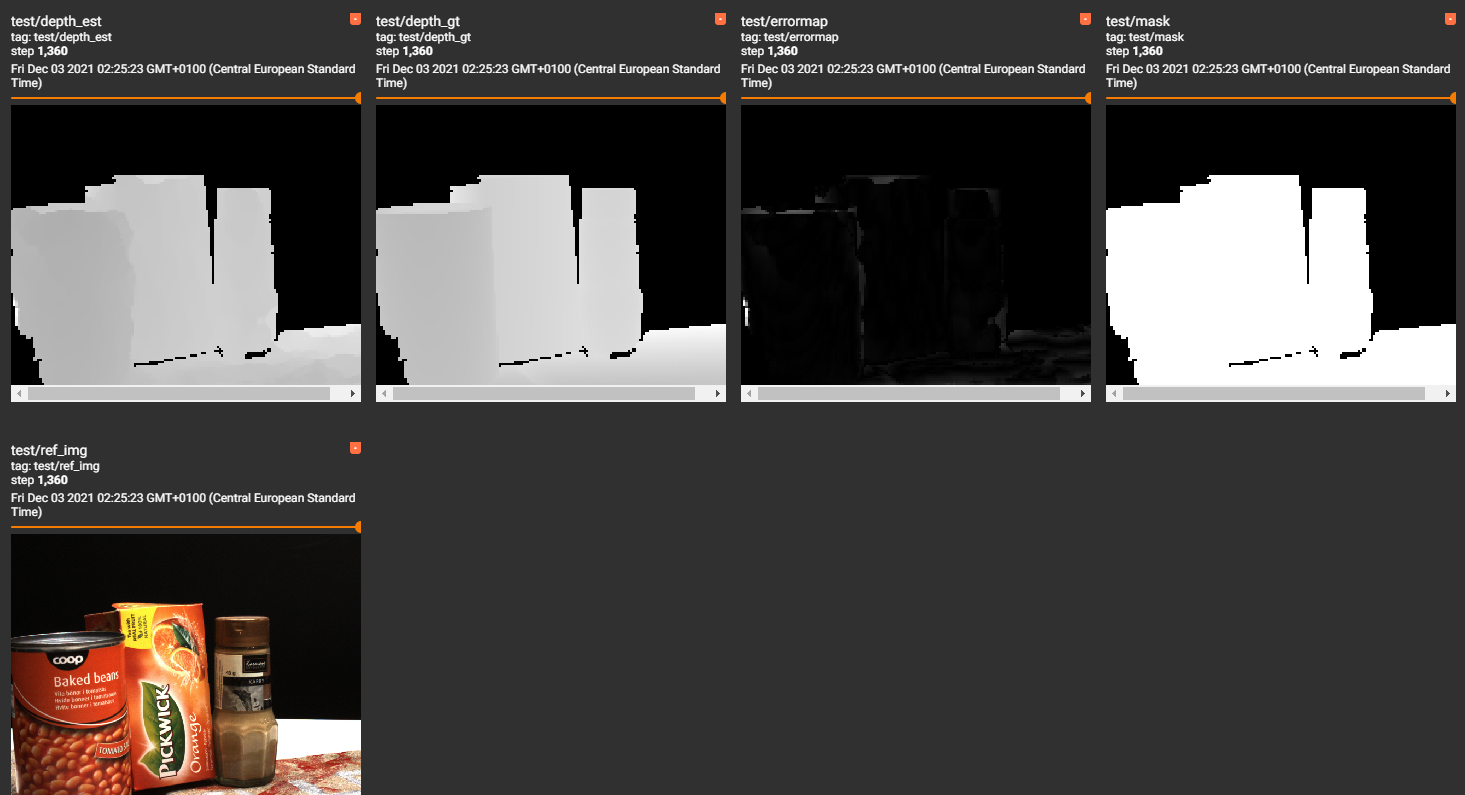 test/depth_est
tag: test/depth_est
step 1,360
Fri Dec 03 2021 02:25:23 GMT+0100 (Central European Standard
Time)
test/depth_gt
tag: test/depth_gt
step 1,360
Fri Dec 03 2021 02:25:23 GMT+0100 (Central European Standard
Time)
test/errormap
tag: test/errormap
step 1,360
Fri Dec 03 2021 02:25:23 GMT+0100 (Central European Standard
Time)
test/mask
tag: test/mask
step 1,360
Fri Dec 03 2021 02:25:23 GMT+0100 (Central European Standard
Time)
test/ref_img
tag: test/ref_img
step 1,360
Fri Dec 03 2021 02:25:23 GMT+0100 (Central European Standard
Time)
coop
Baked beans
PICKWICK
Orange